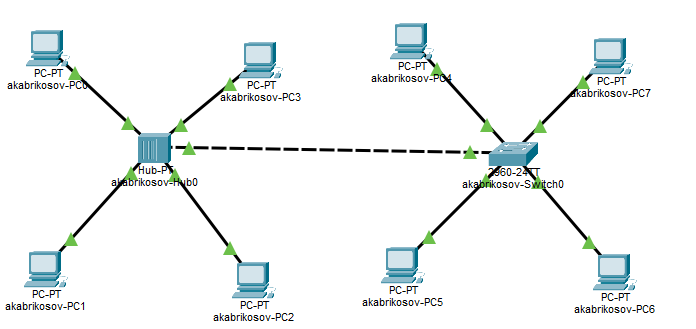 PC-PT
akabrikosov-PC0
PC-PT
akabrikosov-PC3
PC-PT
akabrikosov-PC4
PC-PT
akabrikosov-PC7
Hub-PT
akabrikosov-Hub0
2960-24TT
akabrikosov-Switch0
PC-PT
akabrikosov-PC1
PC-PT
akabrikosov-PC2
PC-PT
akabrikosov-PC5
PC-PT
akabrikosov-PC6